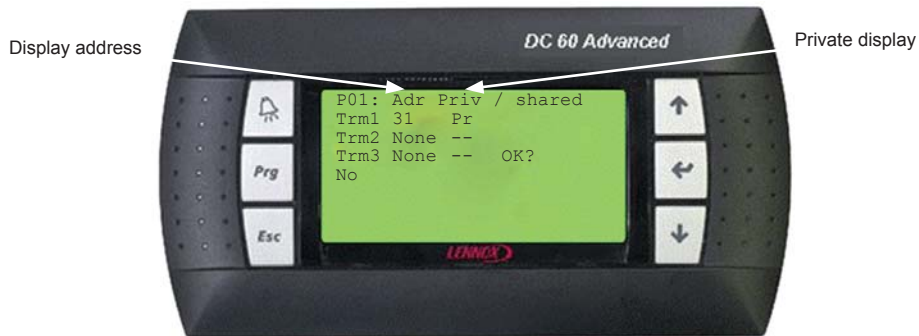 Display address
Private display
DC 60 Advanced
P01: Adr Priv / shared
Trm1 31 Pr
Trm2 None --
Trm3 None -- OK?
No
Prg
Esc
LENNOX